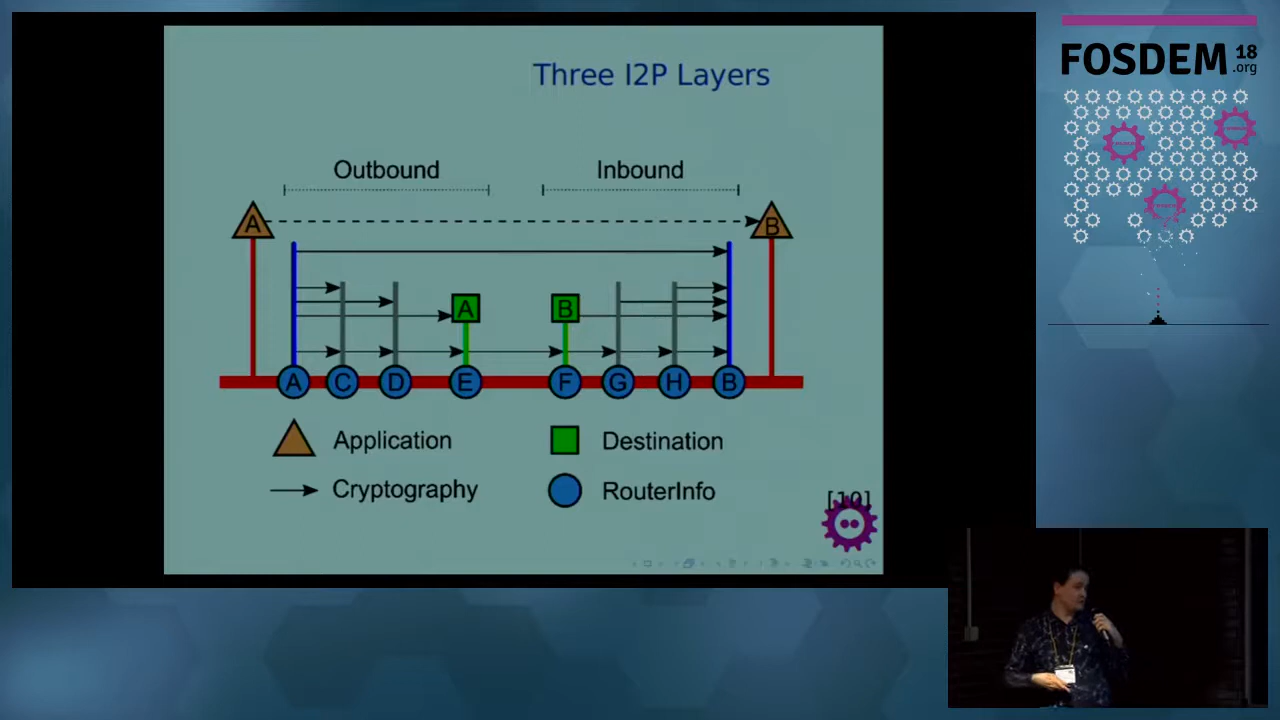 Three I2P Layers
Outbound Inbound
A B
A B
A C D E F G H B
Application Destination
Cryptography RouterInfo
[10]
FOSDEM 18
.org